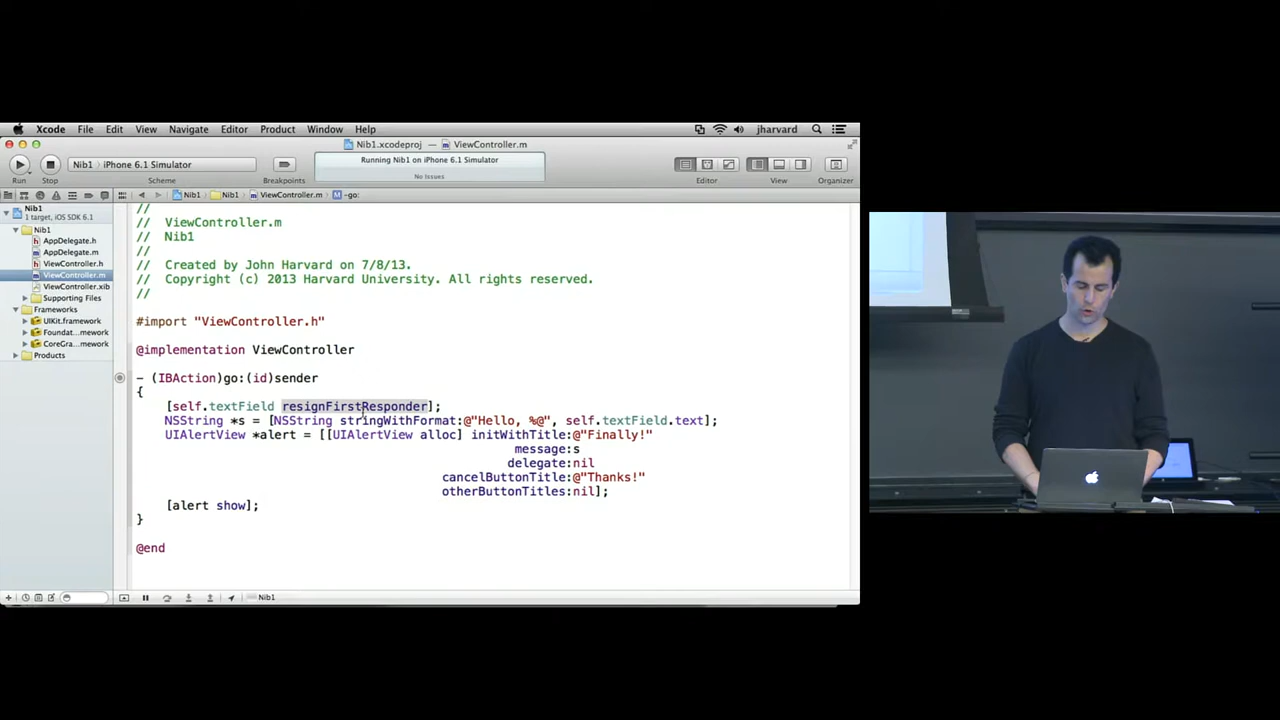 Xcode File Edit View Navigate Editor Product Window Help jharvard
Nib1.xcodeproj — ViewController.m
Nib1 〉 iPhone 6.1 Simulator
Running Nib1 on iPhone 6.1 Simulator
No Issues
Run Stop Scheme Breakpoints Editor View Organizer
Nib1 Nib1 ViewController.m -go:
Nib1
1 target, iOS SDK 6.1
Nib1
AppDelegate.h
AppDelegate.m
ViewController.h
ViewController.m
ViewController.xib
Supporting Files
Frameworks
UIKit.framework
Foundat...mework
CoreGra...mework
Products
//
// ViewController.m
// Nib1
//
// Created by John Harvard on 7/8/13.
// Copyright (c) 2013 Harvard University. All rights reserved.
//
#import "ViewController.h"
@implementation ViewController
- (IBAction)go:(id)sender
{
[self.textField resignFirstResponder];
NSString *s = [NSString stringWithFormat:@"Hello, %@", self.textField.text];
UIAlertView *alert = [[UIAlertView alloc] initWithTitle:@"Finally!"
message:s
delegate:nil
cancelButtonTitle:@"Thanks!"
otherButtonTitles:nil];
[alert show];
}
@end
Nib1